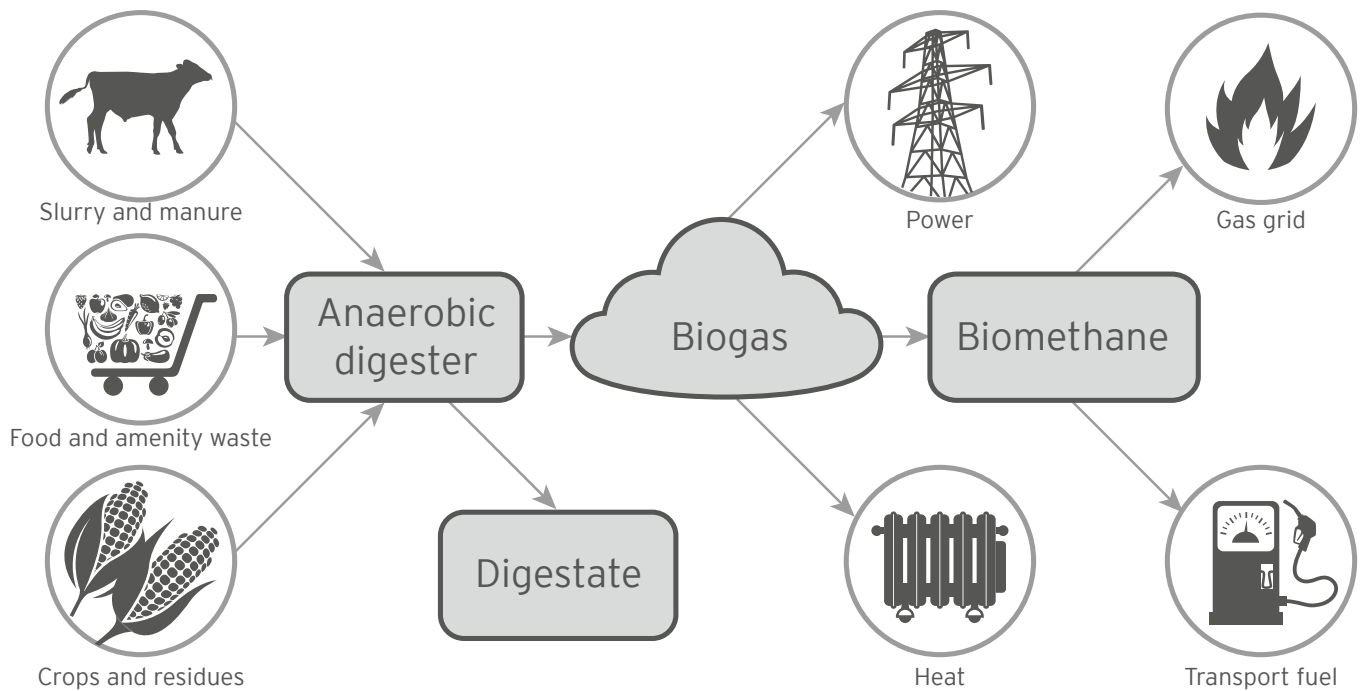 Slurry and manure
Power
Gas grid
Anaerobic
digester
Biogas
Biomethane
Food and amenity waste
Digestate
Crops and residues
Heat
Transport fuel